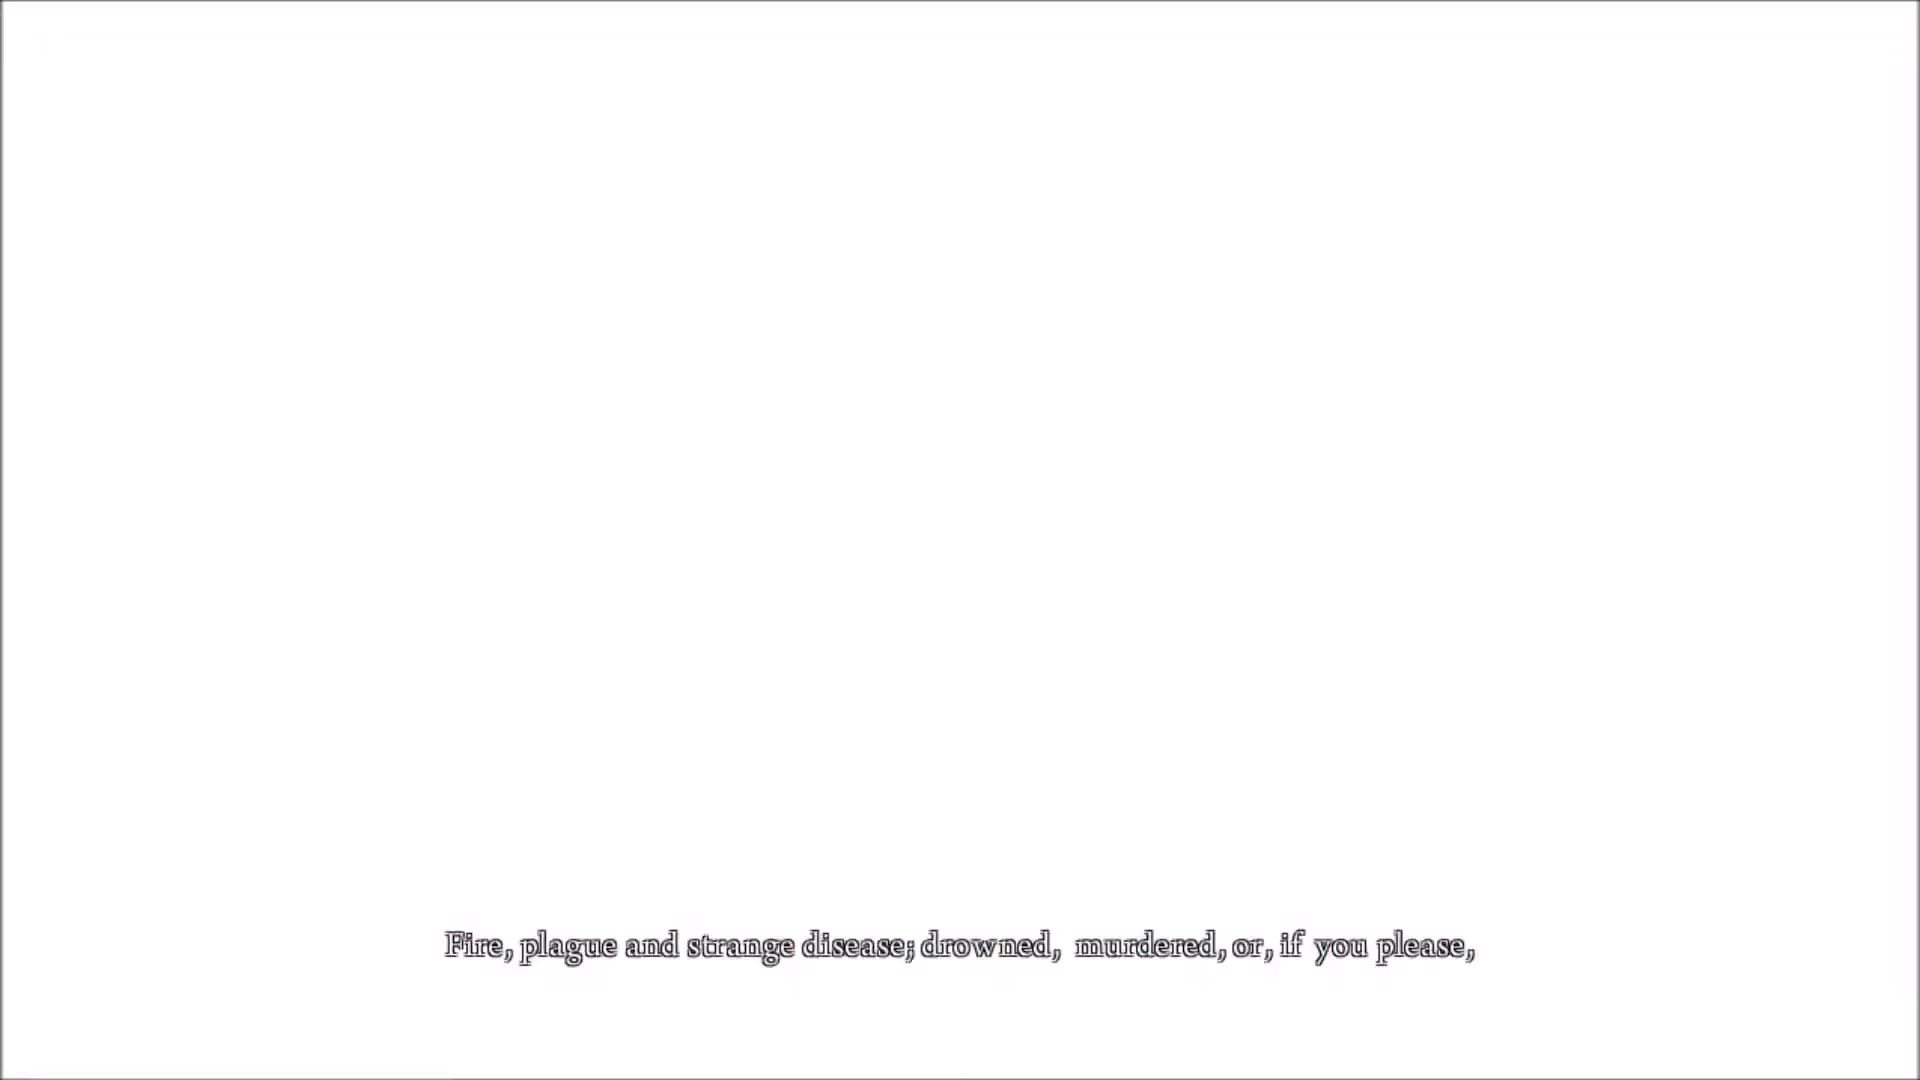 Fire, plague and strange disease; drowned, murdered, or, if you please,